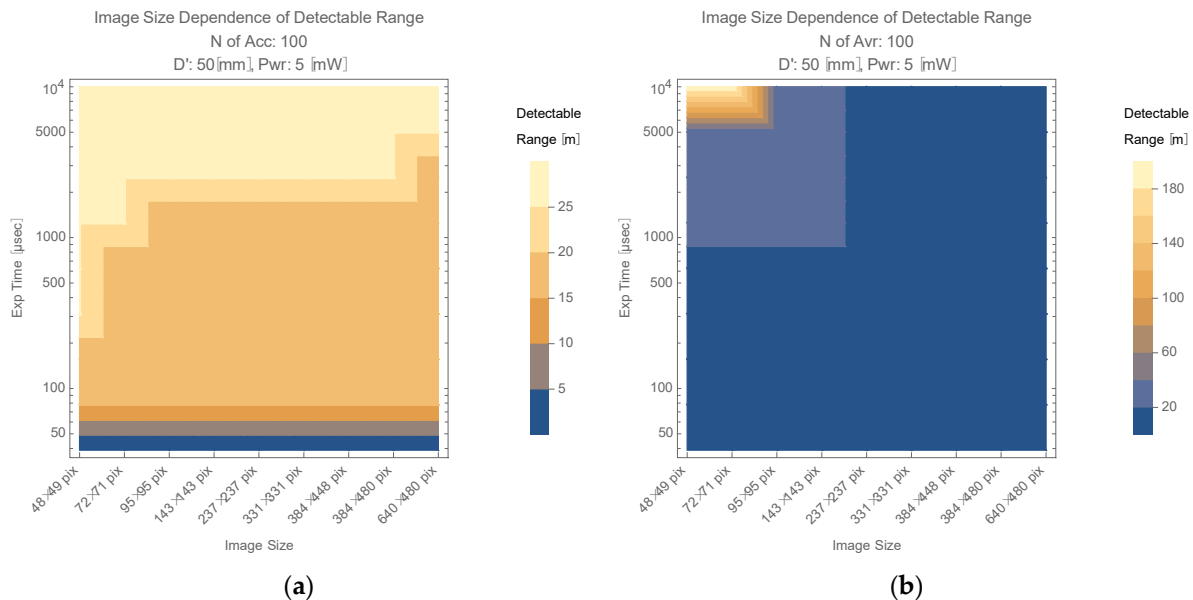 Image Size Dependence of Detectable Range
N of Acc: 100
D': 50[mm], Pwr: 5 [mW]
10⁴
5000
1000
500
100
50
Exp Time [μsec]
48×49 pix
72×71 pix
95×95 pix
143×143 pix
237×237 pix
331×331 pix
384×448 pix
384×480 pix
640×480 pix
Image Size
Detectable
Range [m]
25
20
15
10
5
(a)
Image Size Dependence of Detectable Range
N of Avr: 100
D': 50 [mm], Pwr: 5 [mW]
10⁴
5000
1000
500
100
50
Exp Time [μsec]
48×49 pix
72×71 pix
95×95 pix
143×143 pix
237×237 pix
331×331 pix
384×448 pix
384×480 pix
640×480 pix
Image Size
Detectable
Range [m]
180
140
100
60
20
(b)